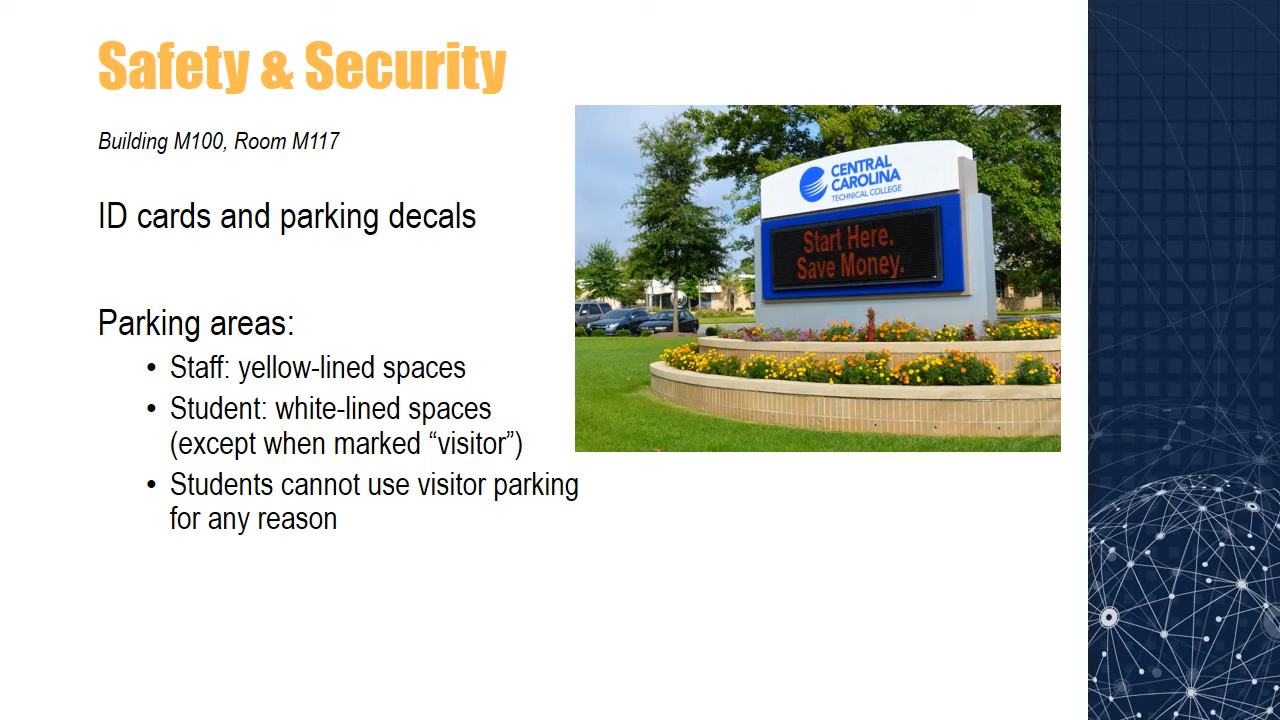 Safety & Security
Building M100, Room M117
ID cards and parking decals
Parking areas:
• Staff: yellow-lined spaces
• Student: white-lined spaces
(except when marked “visitor”)
• Students cannot use visitor parking
for any reason
CENTRAL
CAROLINA
TECHNICAL COLLEGE
Start Here.
Save Money.